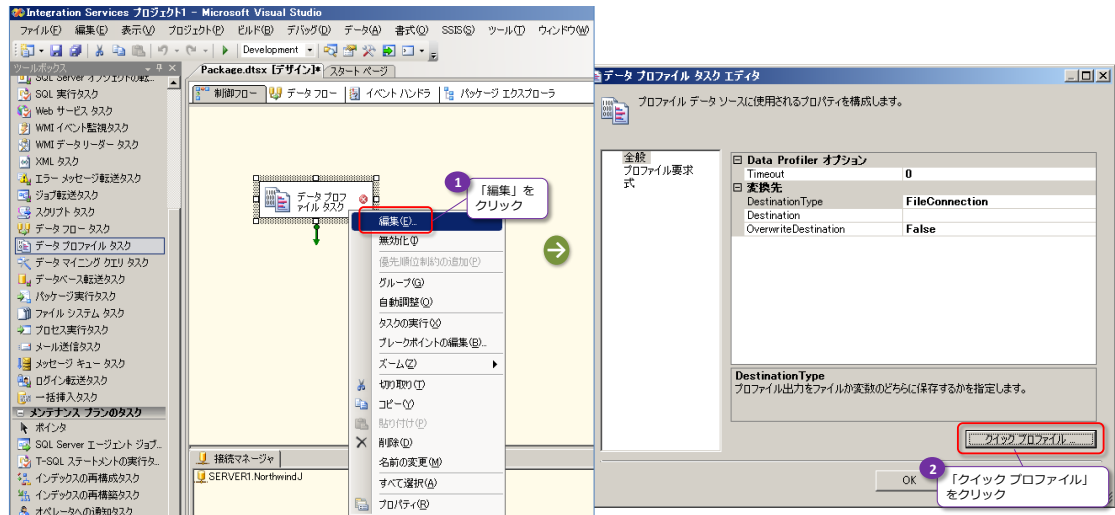 Integration Services プロジェクト1 - Microsoft Visual Studio
ファイル(F) 編集(E) 表示(V) プロジェクト(P) ビルド(B) デバッグ(D) データ(A) 書式(O) SSIS(S) ツール(T) ウィンドウ(W)
Development
ツールボックス
Package.dtsx [デザイン]* スタート ページ
制御フロー データ フロー イベント ハンドラ パッケージ エクスプローラ
SQL 実行タスク
Web サービス タスク
WMI イベント監視タスク
WMI データ リーダー タスク
XML タスク
エラー メッセージ転送タスク
ジョブ転送タスク
スクリプト タスク
データ フロー タスク
データ プロファイル タスク
データ マイニング クエリ タスク
データベース転送タスク
パッケージ実行タスク
ファイル システム タスク
プロセス実行タスク
メール送信タスク
メッセージ キュー タスク
ログイン転送タスク
一括挿入タスク
メンテナンス プランのタスク
ポインタ
SQL Server エージェント ジョブ...
T-SQL ステートメントの実行タ...
インデックスの再構成タスク
インデックスの再構築タスク
オペレータへの通知タスク
データ プロフ
ァイル タスク
1
「編集」を
クリック
編集(E)...
無効化(I)
優先順位制約の追加(P)
グループ(G)
自動調整(O)
タスクの実行(X)
ブレークポイントの編集(B)...
ズーム(Z)
切り取り(T)
コピー(Y)
貼り付け(P)
削除(D)
名前の変更(M)
すべて選択(A)
プロパティ(R)
接続マネージャ
SERVER1.NorthwindJ
データ プロファイル タスク エディタ
プロファイル データ ソースに使用されるプロパティを構成します。
全般
プロファイル要求
式
Data Profiler オプション
Timeout 0
変換先
DestinationType FileConnection
Destination
OverwriteDestination False
DestinationType
プロファイル出力をファイルか変数のどちらに保存するかを指定します。
クイック プロファイル ...
OK
2
「クイック プロファイル」
をクリック